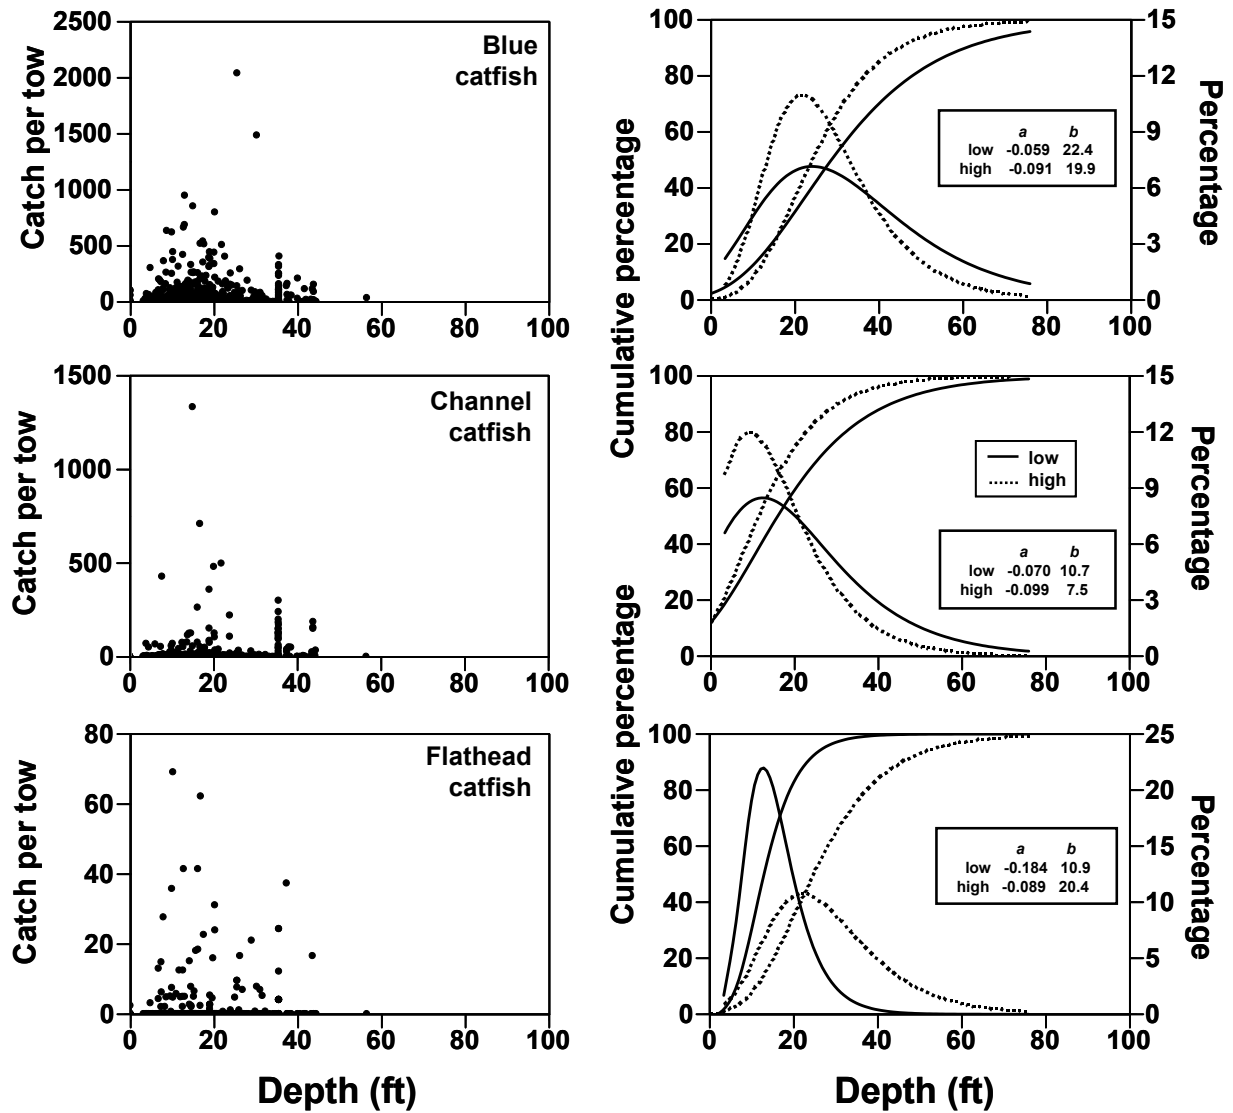 Blue
catfish
Catch per tow
2500
2000
1500
1000
500
0
0 20 40 60 80 100
Cumulative percentage
100
80
60
40
20
0
0 20 40 60 80 100
15
12
9
6
3
0
Percentage
a b
low -0.059 22.4
high -0.091 19.9
Channel
catfish
Catch per tow
1500
1000
500
0
0 20 40 60 80 100
Cumulative percentage
100
80
60
40
20
0
0 20 40 60 80 100
15
12
9
6
3
0
Percentage
low
high
a b
low -0.070 10.7
high -0.099 7.5
Flathead
catfish
Catch per tow
80
60
40
20
0
0 20 40 60 80 100
Depth (ft)
Cumulative percentage
100
80
60
40
20
0
0 20 40 60 80 100
25
20
15
10
5
0
Percentage
a b
low -0.184 10.9
high -0.089 20.4
Depth (ft)